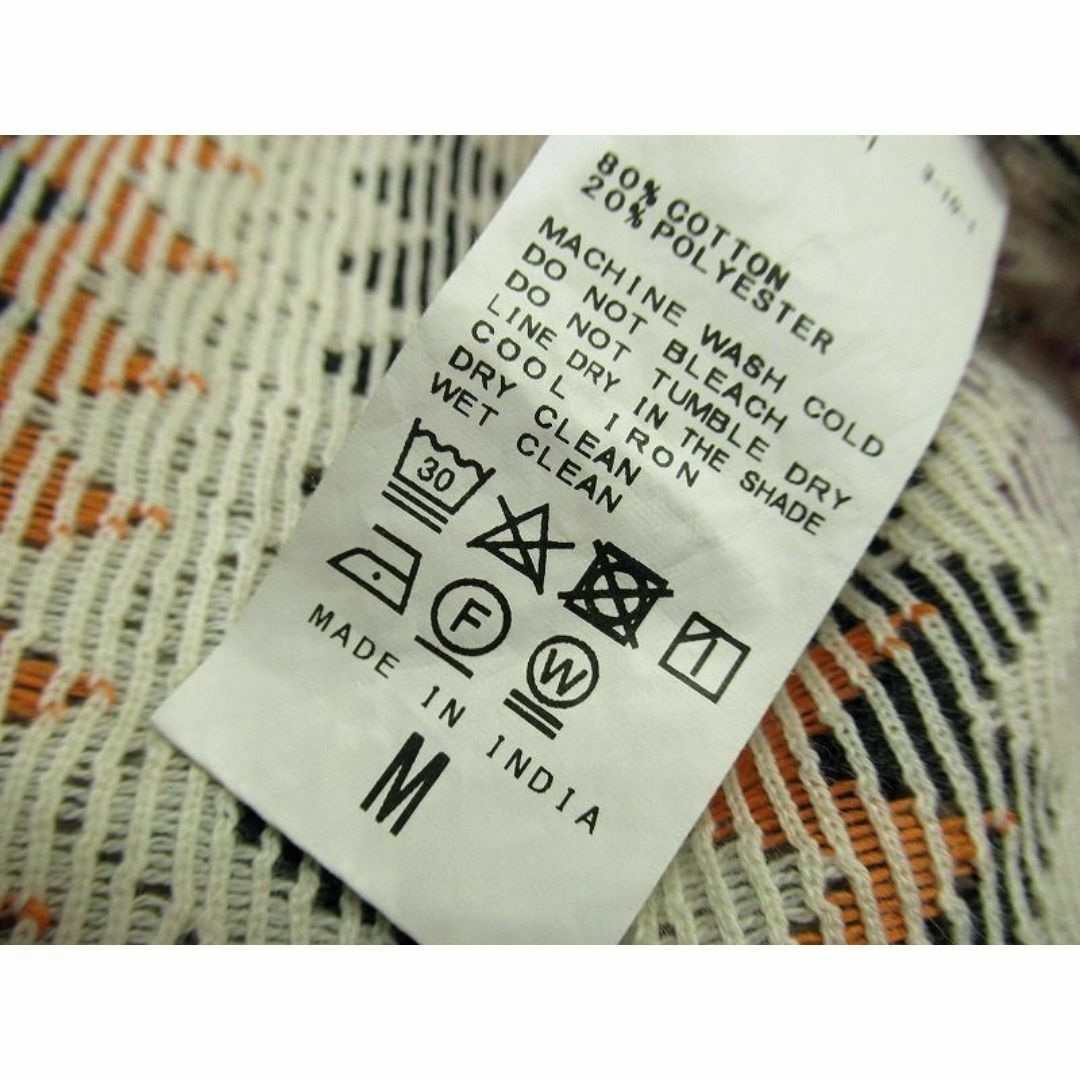 80% COTTON
20% POLYESTER
MACHINE WASH COLD
DO NOT BLEACH
DO NOT TUMBLE DRY
LINE DRY IN THE SHADE
COOL IRON
DRY CLEAN
WET CLEAN
30
F
W
MADE IN INDIA
M